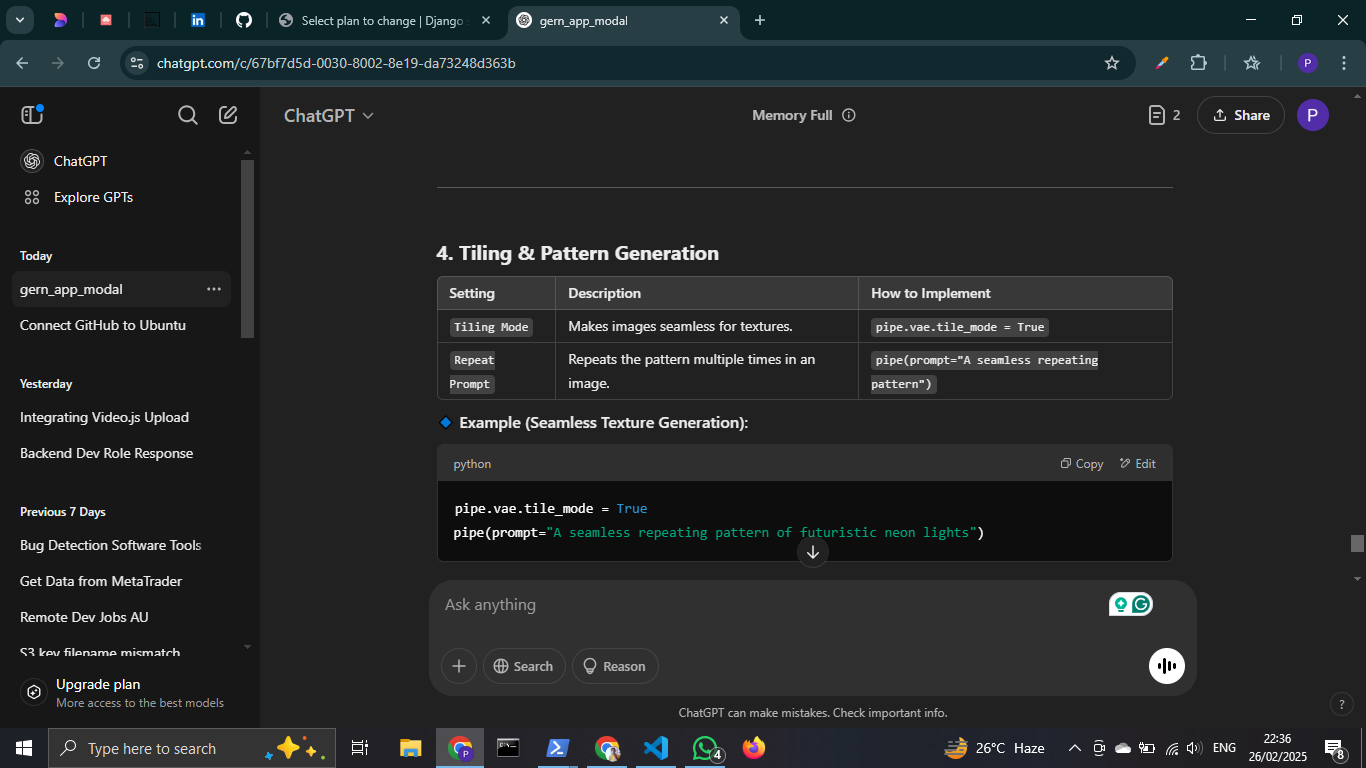 Select plan to change | Django s
gern_app_modal
chatgpt.com/c/67bf7d5d-0030-8002-8e19-da73248d363b
P
ChatGPT
Memory Full
2
Share
P
ChatGPT
Explore GPTs
Today
gern_app_modal
Connect GitHub to Ubuntu
Yesterday
Integrating Video.js Upload
Backend Dev Role Response
Previous 7 Days
Bug Detection Software Tools
Get Data from MetaTrader
Remote Dev Jobs AU
S3 key filename mismatch
Upgrade plan
More access to the best models
4. Tiling & Pattern Generation
Setting Description How to Implement
Tiling Mode Makes images seamless for textures. pipe.vae.tile_mode = True
Repeat Repeats the pattern multiple times in an pipe(prompt="A seamless repeating
Prompt image. pattern")
Example (Seamless Texture Generation):
python Copy Edit
pipe.vae.tile_mode = True
pipe(prompt="A seamless repeating pattern of futuristic neon lights")
Ask anything
Search
Reason
ChatGPT can make mistakes. Check important info.
?
Type here to search
P
4
26°C Haze
ENG
22:36
26/02/2025
8